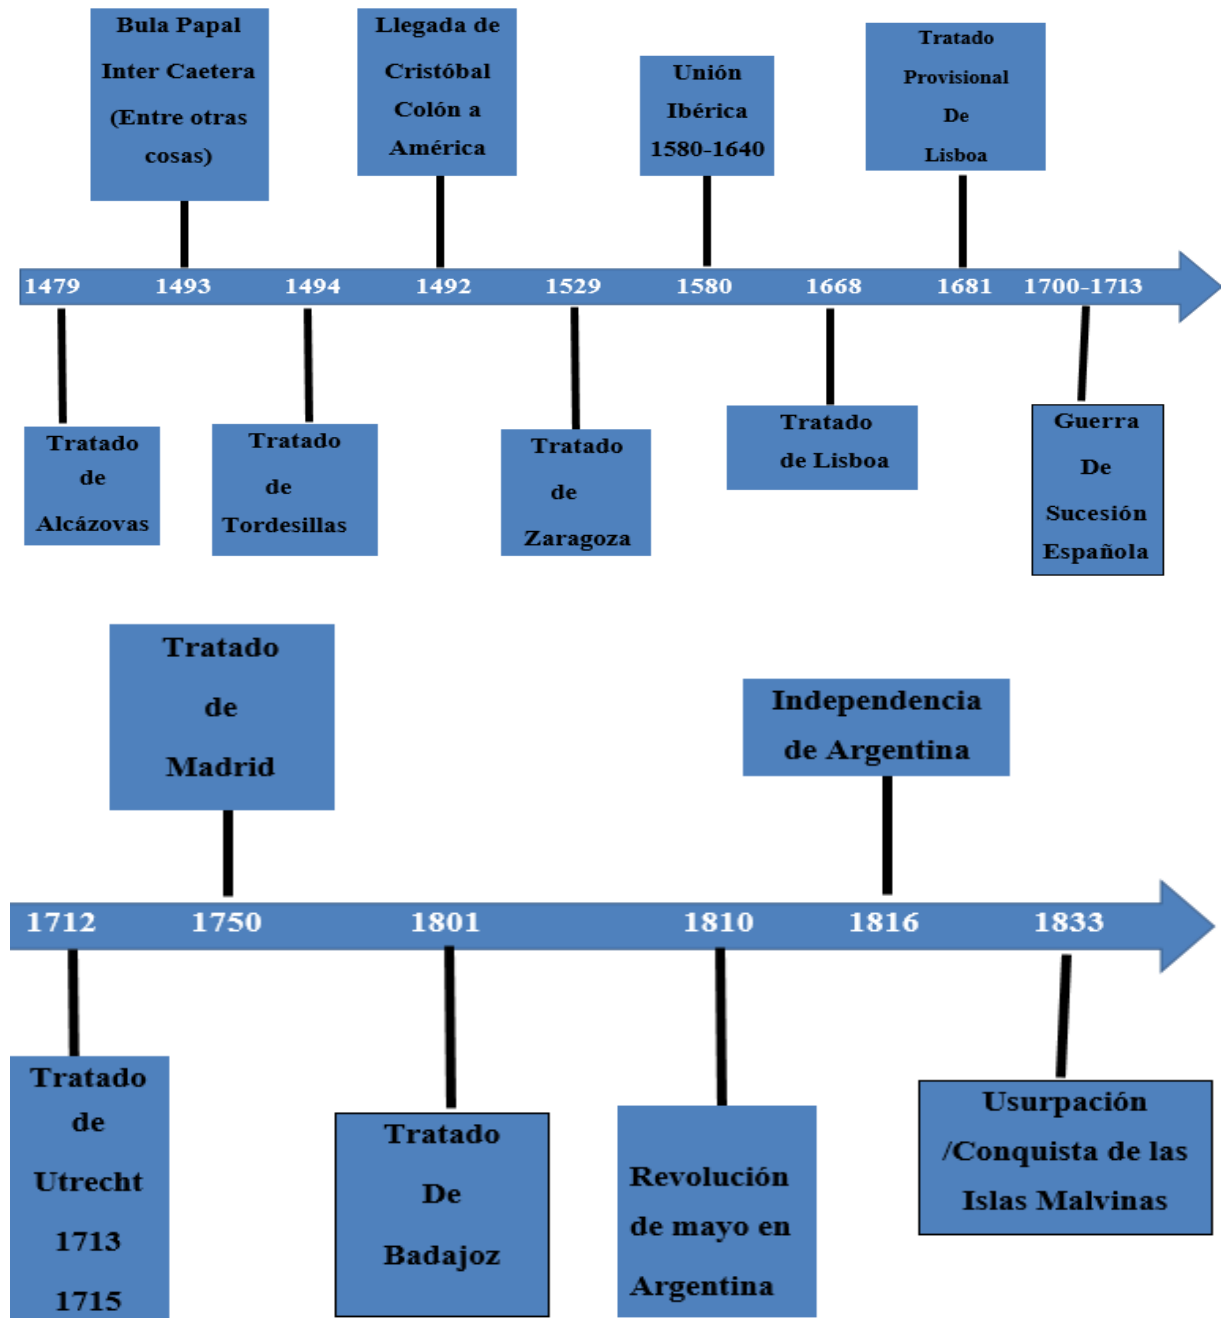 Bula Papal
Inter Caetera
(Entre otras
cosas)
Llegada de
Cristóbal
Colón a
América
Unión
Ibérica
1580-1640
Tratado
Provisional
De
Lisboa
1479 1493 1494 1492 1529 1580 1668 1681 1700-1713
Tratado
de
Alcázovas
Tratado
de
Tordesillas
Tratado
de
Zaragoza
Tratado
de Lisboa
Guerra
De
Sucesión
Española
Tratado
de
Madrid
Independencia
de Argentina
1712 1750 1801 1810 1816 1833
Tratado
de
Utrecht
1713
1715
Tratado
De
Badajoz
Revolución
de mayo en
Argentina
Usurpación
/Conquista de las
Islas Malvinas